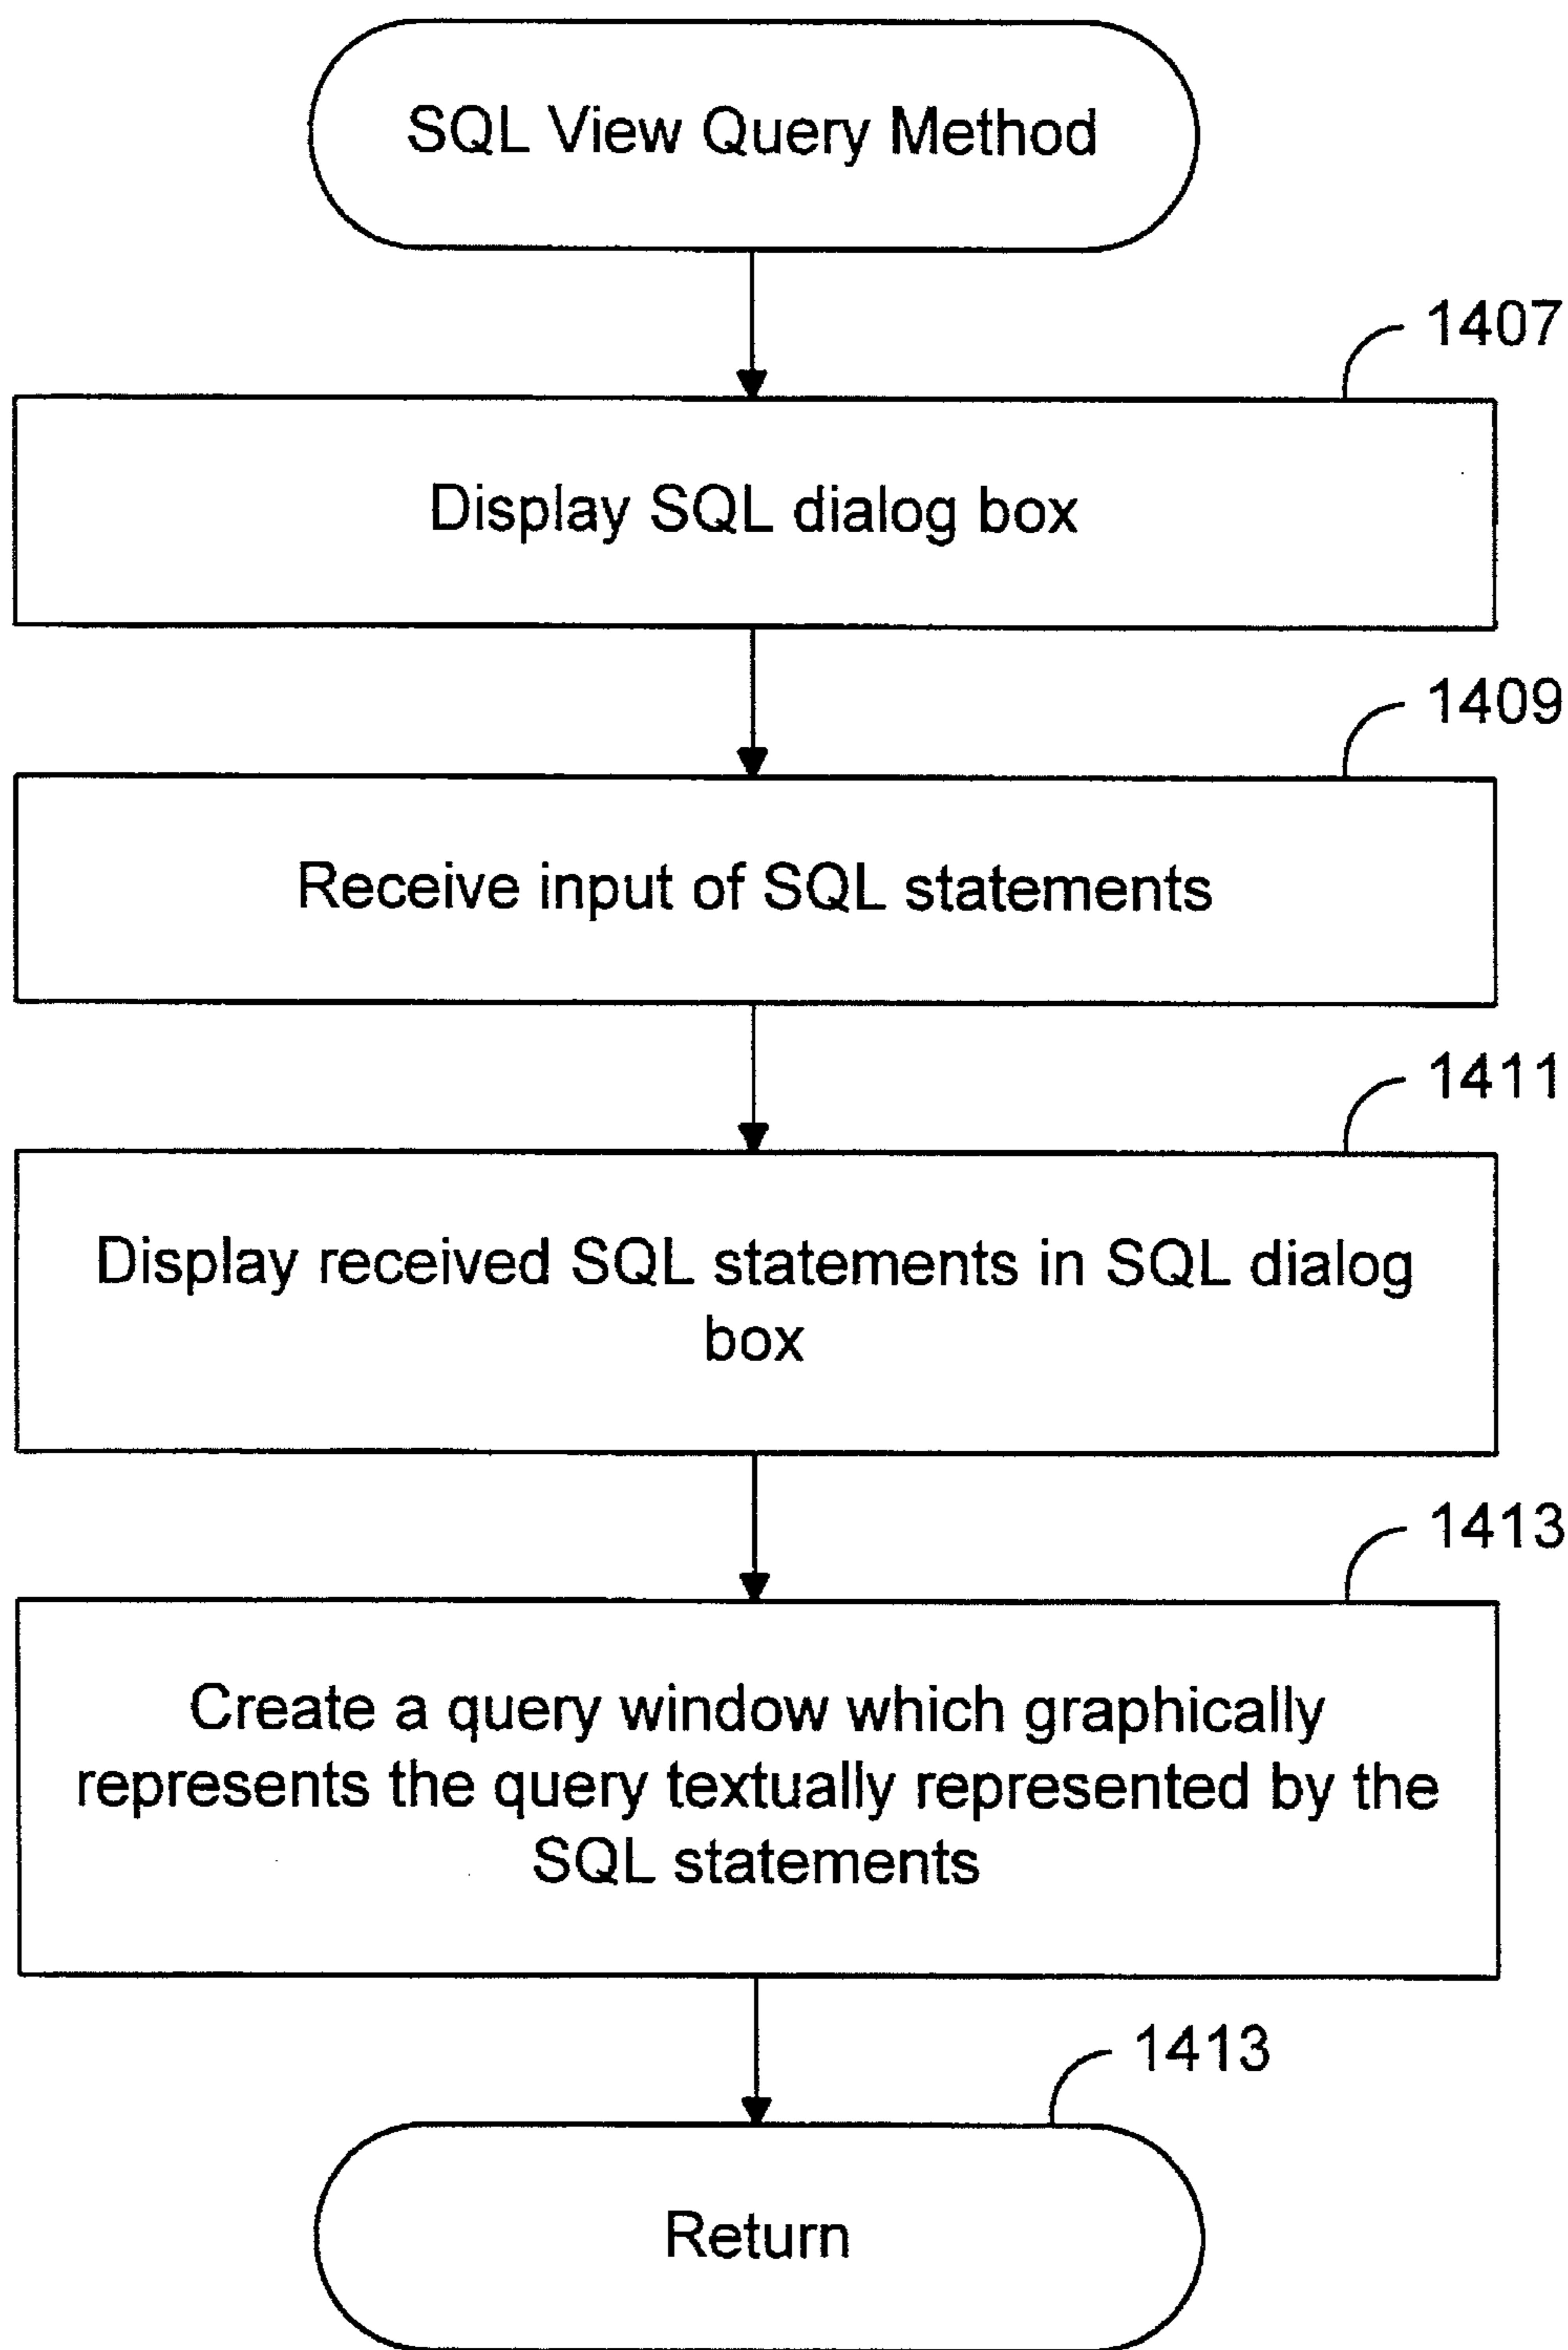 SQL View Query Method
1407
Display SQL dialog box
1409
Receive input of SQL statements
1411
Display received SQL statements in SQL dialog
box
1413
Create a query window which graphically
represents the query textually represented by the
SQL statements
1413
Return